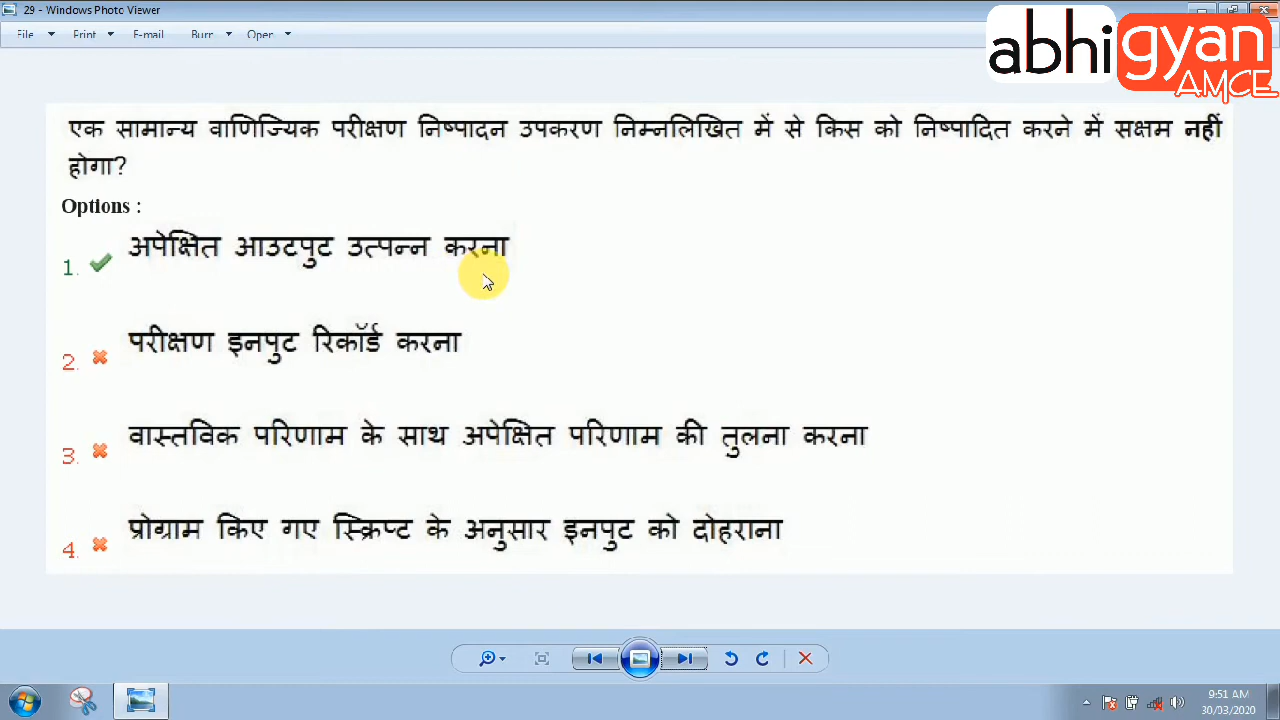 29 - Windows Photo Viewer
abhigyan
AMCE
File Print E-mail Burn Open
एक सामान्य वाणिज्यिक परीक्षण निष्पादन उपकरण निम्नलिखित में से किस को निष्पादित करने में सक्षम नहीं
होगा?
Options :
1. अपेक्षित आउटपुट उत्पन्न करना
2. परीक्षण इनपुट रिकॉर्ड करना
3. वास्तविक परिणाम के साथ अपेक्षित परिणाम की तुलना करना
4. प्रोग्राम किए गए स्क्रिप्ट के अनुसार इनपुट को दोहराना
9:51 AM
30/03/2020